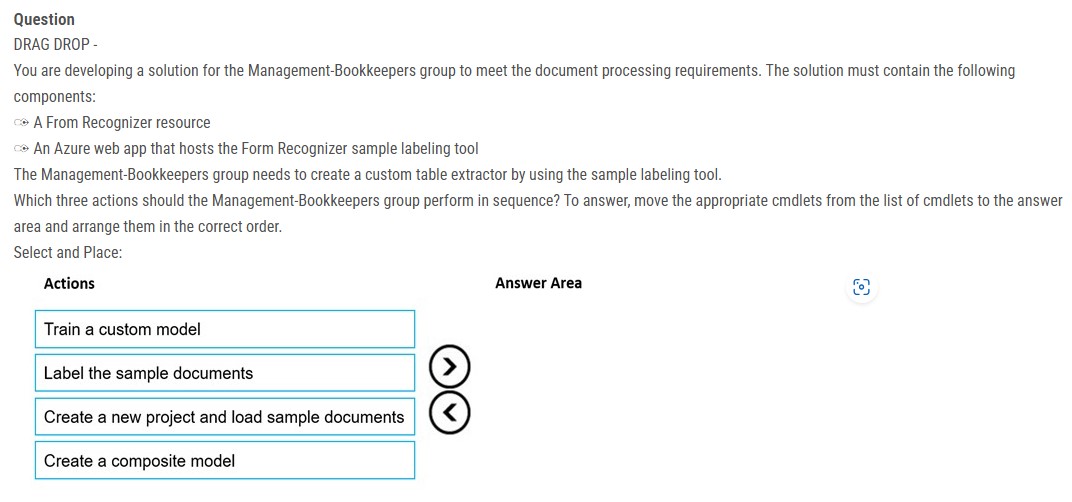 Question
DRAG DROP -
You are developing a solution for the Management-Bookkeepers group to meet the document processing requirements. The solution must contain the following
components:
A From Recognizer resource
An Azure web app that hosts the Form Recognizer sample labeling tool
The Management-Bookkeepers group needs to create a custom table extractor by using the sample labeling tool.
Which three actions should the Management-Bookkeepers group perform in sequence? To answer, move the appropriate cmdlets from the list of cmdlets to the answer
area and arrange them in the correct order.
Select and Place:
Actions
Answer Area
Train a custom model
Label the sample documents
Create a new project and load sample documents
Create a composite model